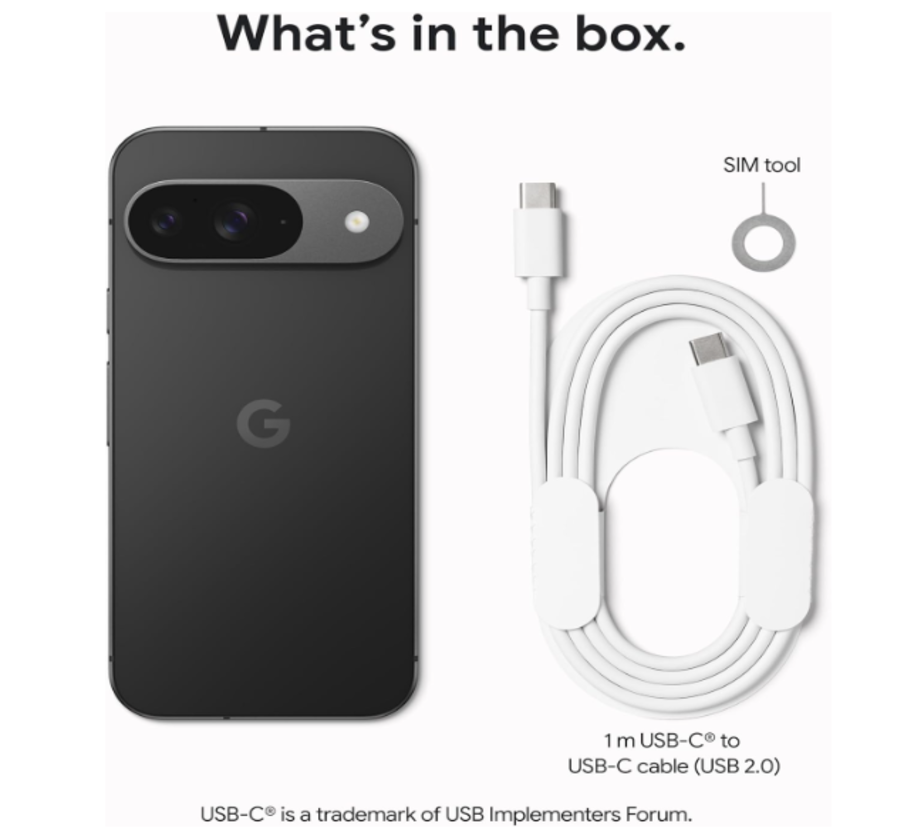 What's in the box.
SIM tool
G
1 m USB-C® to
USB-C cable (USB 2.0)
USB-C® is a trademark of USB Implementers Forum.